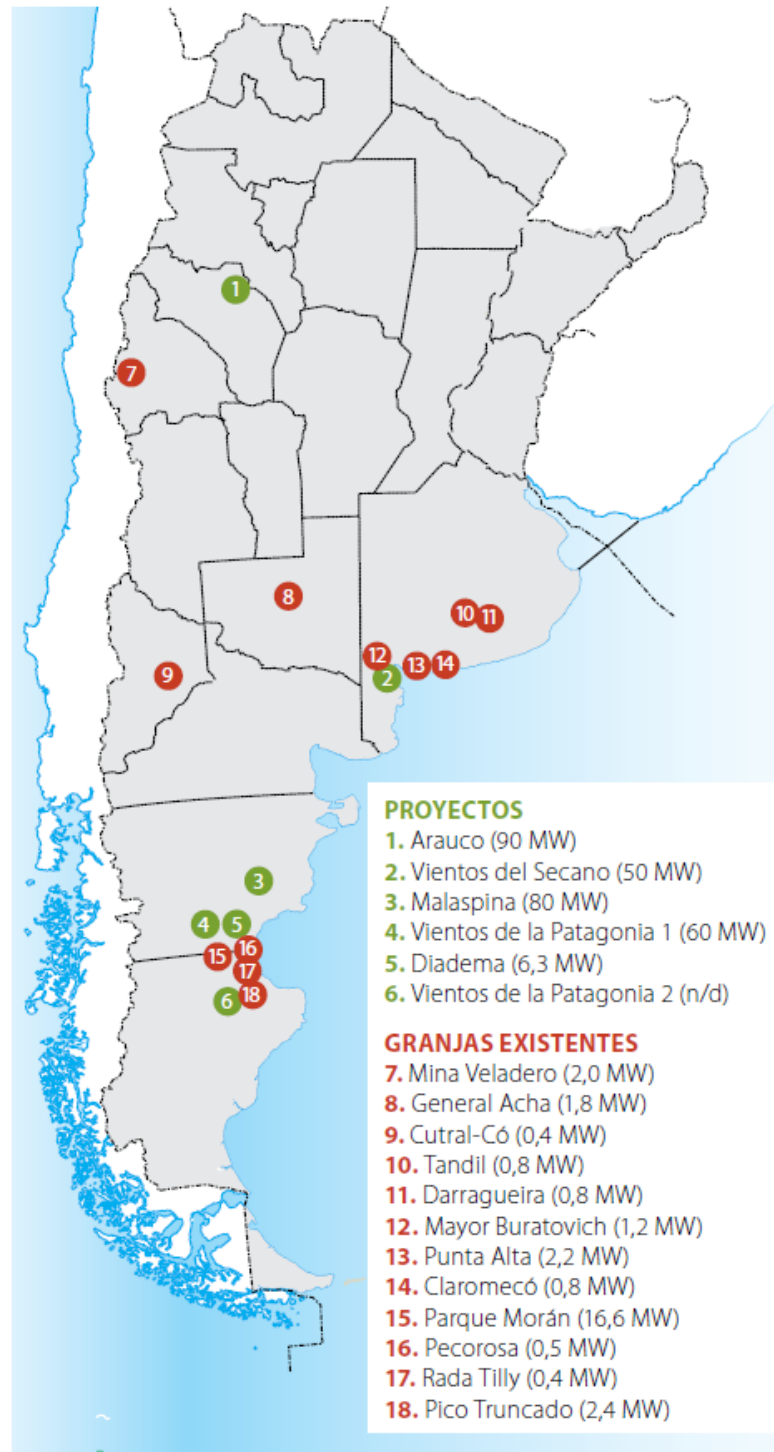 1
7
8
10
11
12
13
14
2
9
3
4
5
16
15
17
6
18
PROYECTOS
1. Arauco (90 MW)
2. Vientos del Secano (50 MW)
3. Malaspina (80 MW)
4. Vientos de la Patagonia 1 (60 MW)
5. Diadema (6,3 MW)
6. Vientos de la Patagonia 2 (n/d)
GRANJAS EXISTENTES
7. Mina Veladero (2,0 MW)
8. General Acha (1,8 MW)
9. Cutral-Có (0,4 MW)
10. Tandil (0,8 MW)
11. Darragueira (0,8 MW)
12. Mayor Buratovich (1,2 MW)
13. Punta Alta (2,2 MW)
14. Claromecó (0,8 MW)
15. Parque Morán (16,6 MW)
16. Pecorosa (0,5 MW)
17. Rada Tilly (0,4 MW)
18. Pico Truncado (2,4 MW)